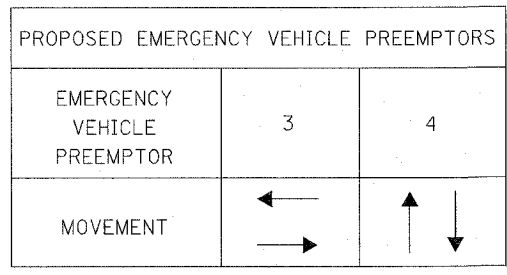 PROPOSED EMERGENCY VEHICLE PREEMPTORS
EMERGENCY
VEHICLE
PREEMPTOR
3
4
MOVEMENT